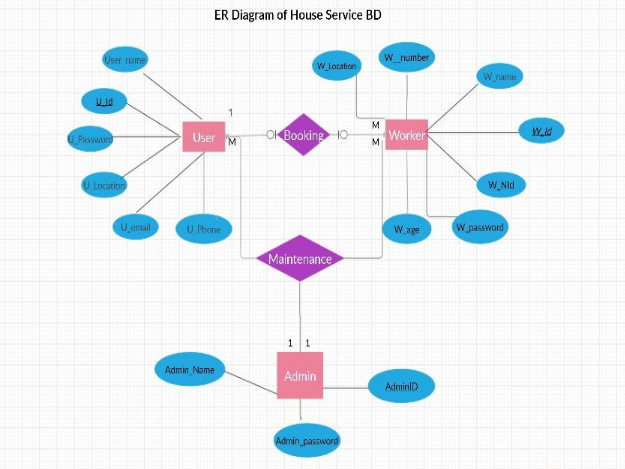 ER Diagram of House Service BD
User_name
W_Location
W__number
W_name
U_Id
1
M
User
Booking
Worker
W_Id
U_Password
M
M
U_Location
W_NId
U_email
U_Phone
W_age
W_password
Maintenance
1 1
Admin_Name
Admin
AdminID
Admin_password